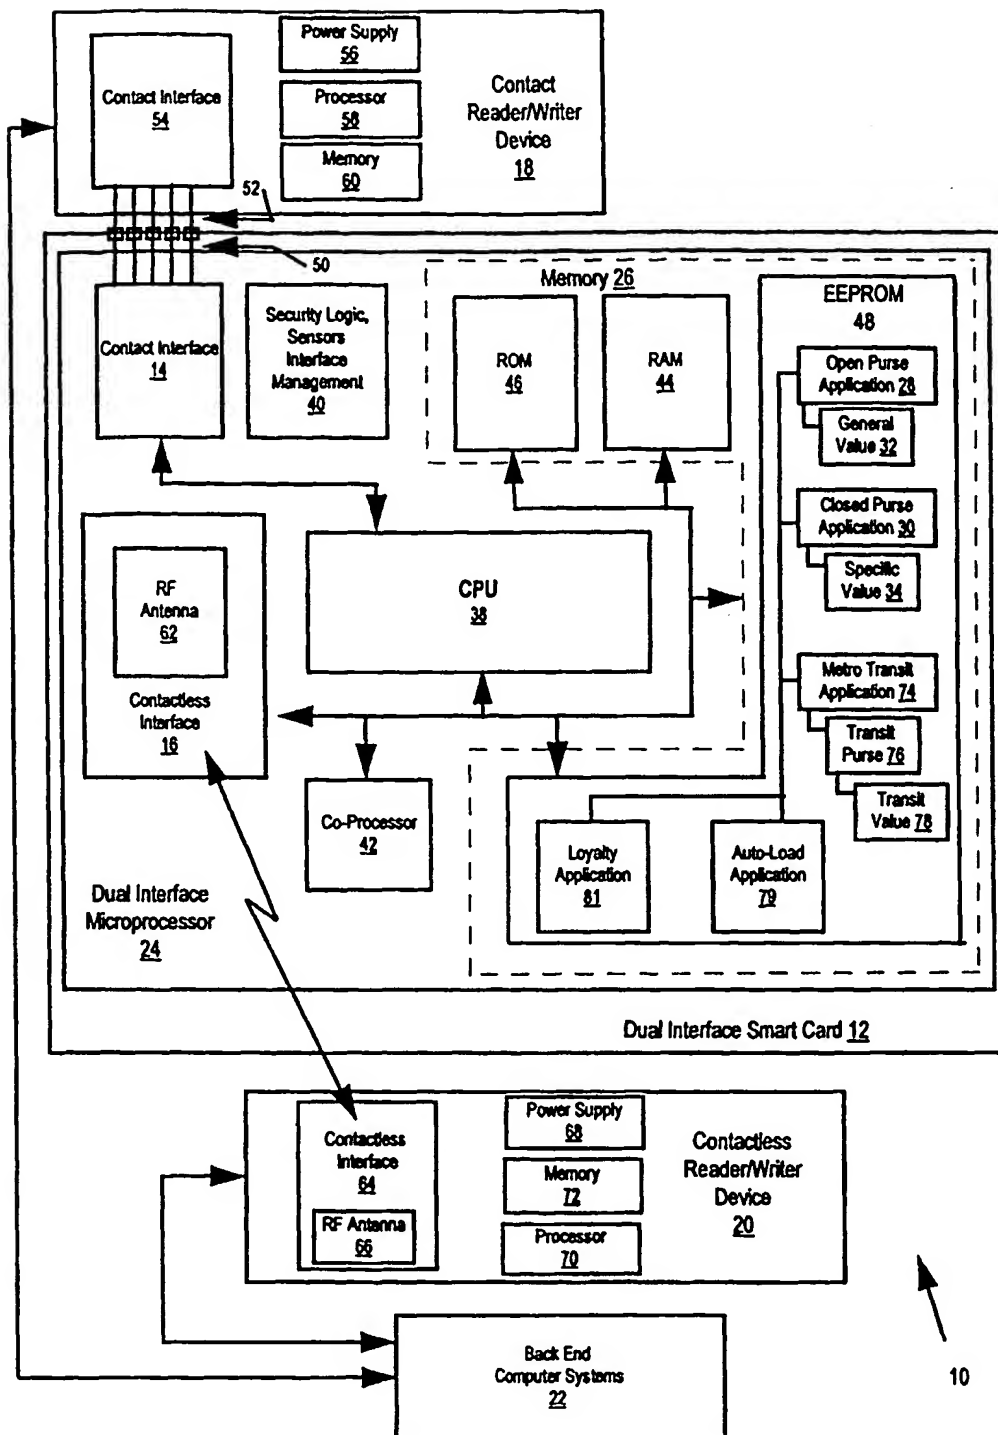 Power Supply
56
Contact Interface
54
Processor
58
Memory
60
Contact
Reader/Writer
Device
18
52
50
Memory 26
EEPROM
48
Contact Interface
14
Security Logic,
Sensors
Interface
Management
40
ROM
46
RAM
44
Open Purse
Application 28
General
Value 32
Closed Purse
Application 30
Specific
Value 34
CPU
38
RF
Antenna
62
Contactless
Interface
16
Metro Transit
Application 74
Transit
Purse 76
Transit
Value 78
Co-Processor
42
Loyalty
Application
81
Auto-Load
Application
79
Dual Interface
Microprocessor
24
Dual Interface Smart Card 12
Contactless
Interface
64
RF Antenna
66
Power Supply
68
Memory
72
Processor
70
Contactless
Reader/Writer
Device
20
Back End
Computer Systems
22
10